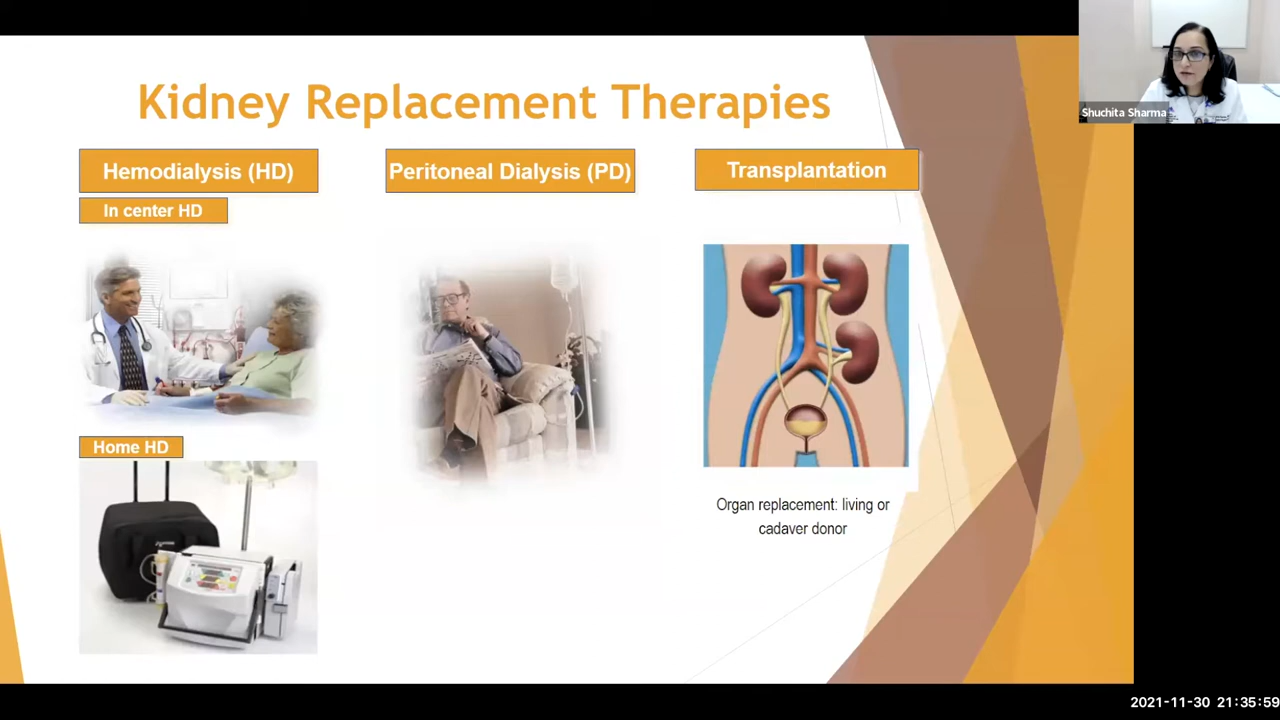 Kidney Replacement Therapies
Hemodialysis (HD)
In center HD
Home HD
Peritoneal Dialysis (PD)
Transplantation
Organ replacement: living or
cadaver donor
Shuchita Sharma
2021-11-30 21:35:59